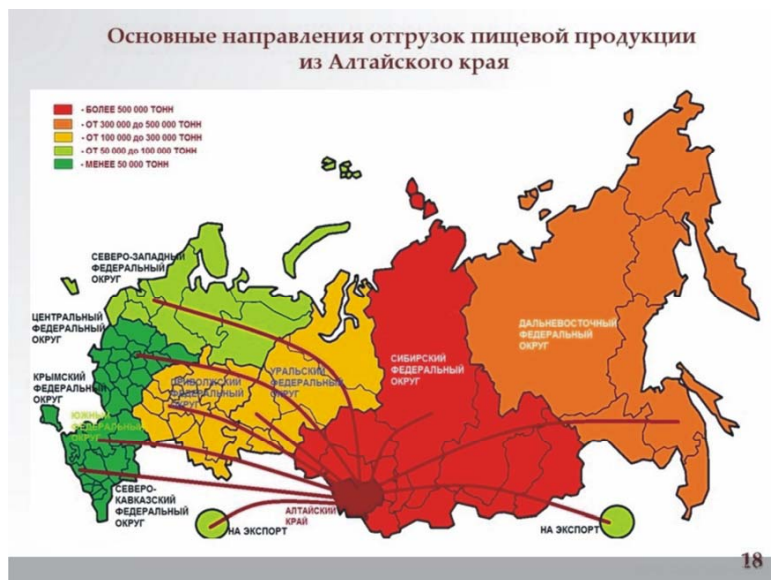 Основные направления отгрузок пищевой продукции
из Алтайского края
- БОЛЕЕ 500 000 ТОНН
- ОТ 300 000 до 500 000 ТОНН
- ОТ 100 000 до 300 000 ТОНН
- ОТ 50 000 до 100 000 ТОНН
- МЕНЕЕ 50 000 ТОНН
СЕВЕРО-ЗАПАДНЫЙ
ФЕДЕРАЛЬНЫЙ
ОКРУГ
ЦЕНТРАЛЬНЫЙ
ФЕДЕРАЛЬНЫЙ
ОКРУГ
КРЫМСКИЙ
ФЕДЕРАЛЬНЫЙ
ОКРУГ
ЮЖНЫЙ
ФЕДЕРАЛЬНЫЙ
ОКРУГ
СЕВЕРО-
КАВКАЗСКИЙ
ФЕДЕРАЛЬНЫЙ
ОКРУГ
ПРИВОЛЖСКИЙ
ФЕДЕРАЛЬНЫЙ
ОКРУГ
УРАЛЬСКИЙ
ФЕДЕРАЛЬНЫЙ
ОКРУГ
СИБИРСКИЙ
ФЕДЕРАЛЬНЫЙ
ОКРУГ
ДАЛЬНЕВОСТОЧНЫЙ
ФЕДЕРАЛЬНЫЙ
ОКРУГ
НА ЭКСПОРТ
АЛТАЙСКИЙ
КРАЙ
НА ЭКСПОРТ
18